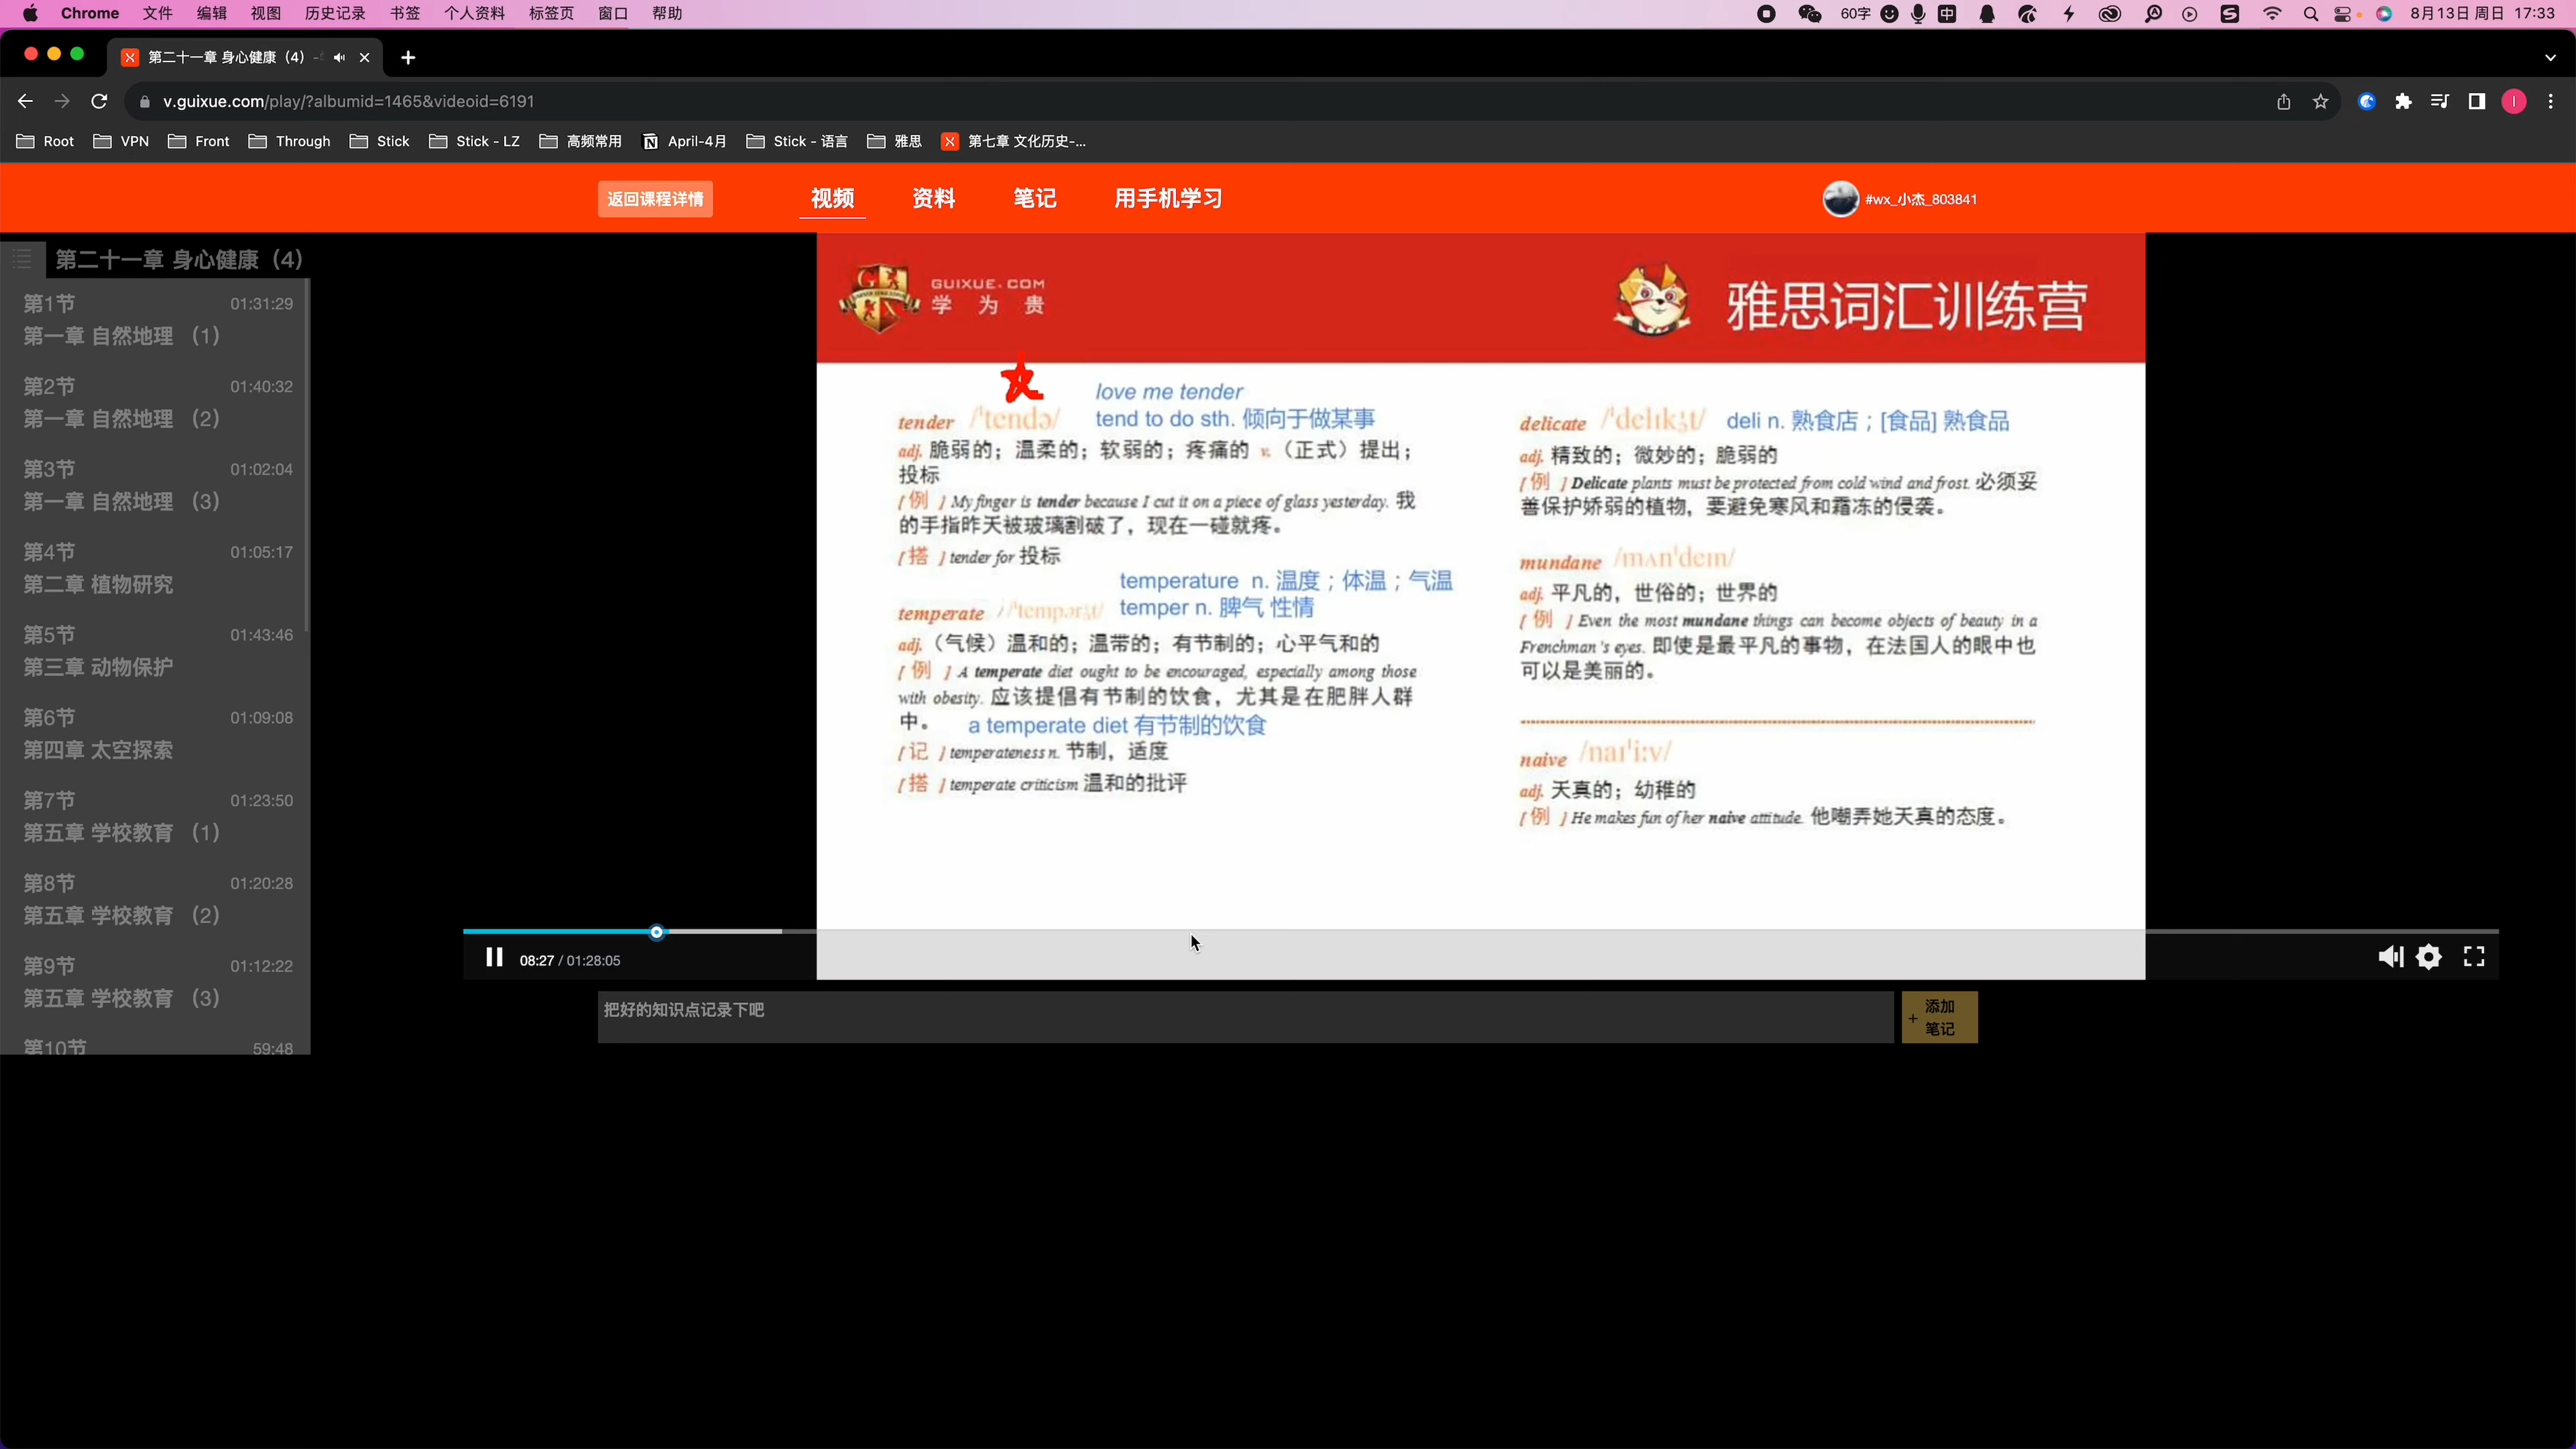 Chrome 文件 编辑 视图 历史记录 书签 个人资料 标签页 窗口 帮助 60字 中 8月13日 周日 17:33
第二十一章 身心健康（4）
v.guixue.com/play/?albumid=1465&videoid=6191
Root VPN Front Through Stick Stick - LZ 高频常用 April-4月 Stick - 语言 雅思 第七章 文化历史-...
返回课程详情 视频 资料 笔记 用手机学习 #wx_小杰_803841
第二十一章 身心健康（4）
第1节 01:31:29
第一章 自然地理 （1）
第2节 01:40:32
第一章 自然地理 （2）
第3节 01:02:04
第一章 自然地理 （3）
第4节 01:05:17
第二章 植物研究
第5节 01:43:46
第三章 动物保护
第6节 01:09:08
第四章 太空探索
第7节 01:23:50
第五章 学校教育 （1）
第8节 01:20:28
第五章 学校教育 （2）
第9节 01:12:22
第五章 学校教育 （3）
第10节 59:48
GUIXUE.COM
学 为 贵
雅思词汇训练营
love me tender
tender /ˈtendə/ tend to do sth. 倾向于做某事
adj. 脆弱的；温柔的；软弱的；疼痛的 v.（正式）提出；
投标
[例] My finger is tender because I cut it on a piece of glass yesterday. 我
的手指昨天被玻璃割破了，现在一碰就疼。
[搭] tender for 投标
temperature n. 温度；体温；气温
temperate temper n. 脾气 性情
adj.（气候）温和的；温带的；有节制的；心平气和的
[例] A temperate diet ought to be encouraged, especially among those
with obesity. 应该提倡有节制的饮食，尤其是在肥胖人群
中。 a temperate diet 有节制的饮食
[记] temperateness n. 节制，适度
[搭] temperate criticism 温和的批评
delicate deli n. 熟食店；[食品] 熟食品
adj. 精致的；微妙的；脆弱的
[例] Delicate plants must be protected from cold wind and frost. 必须妥
善保护娇弱的植物，要避免寒风和霜冻的侵袭。
mundane /mʌnˈdeɪn/
adj. 平凡的，世俗的；世界的
[例] Even the most mundane things can become objects of beauty in a
Frenchman's eyes. 即使是最平凡的事物，在法国人的眼中也
可以是美丽的。
naive /naɪˈiːv/
adj. 天真的；幼稚的
[例] He makes fun of her naive attitude. 他嘲弄她天真的态度。
08:27 / 01:28:05
把好的知识点记录下吧
+ 添加
笔记